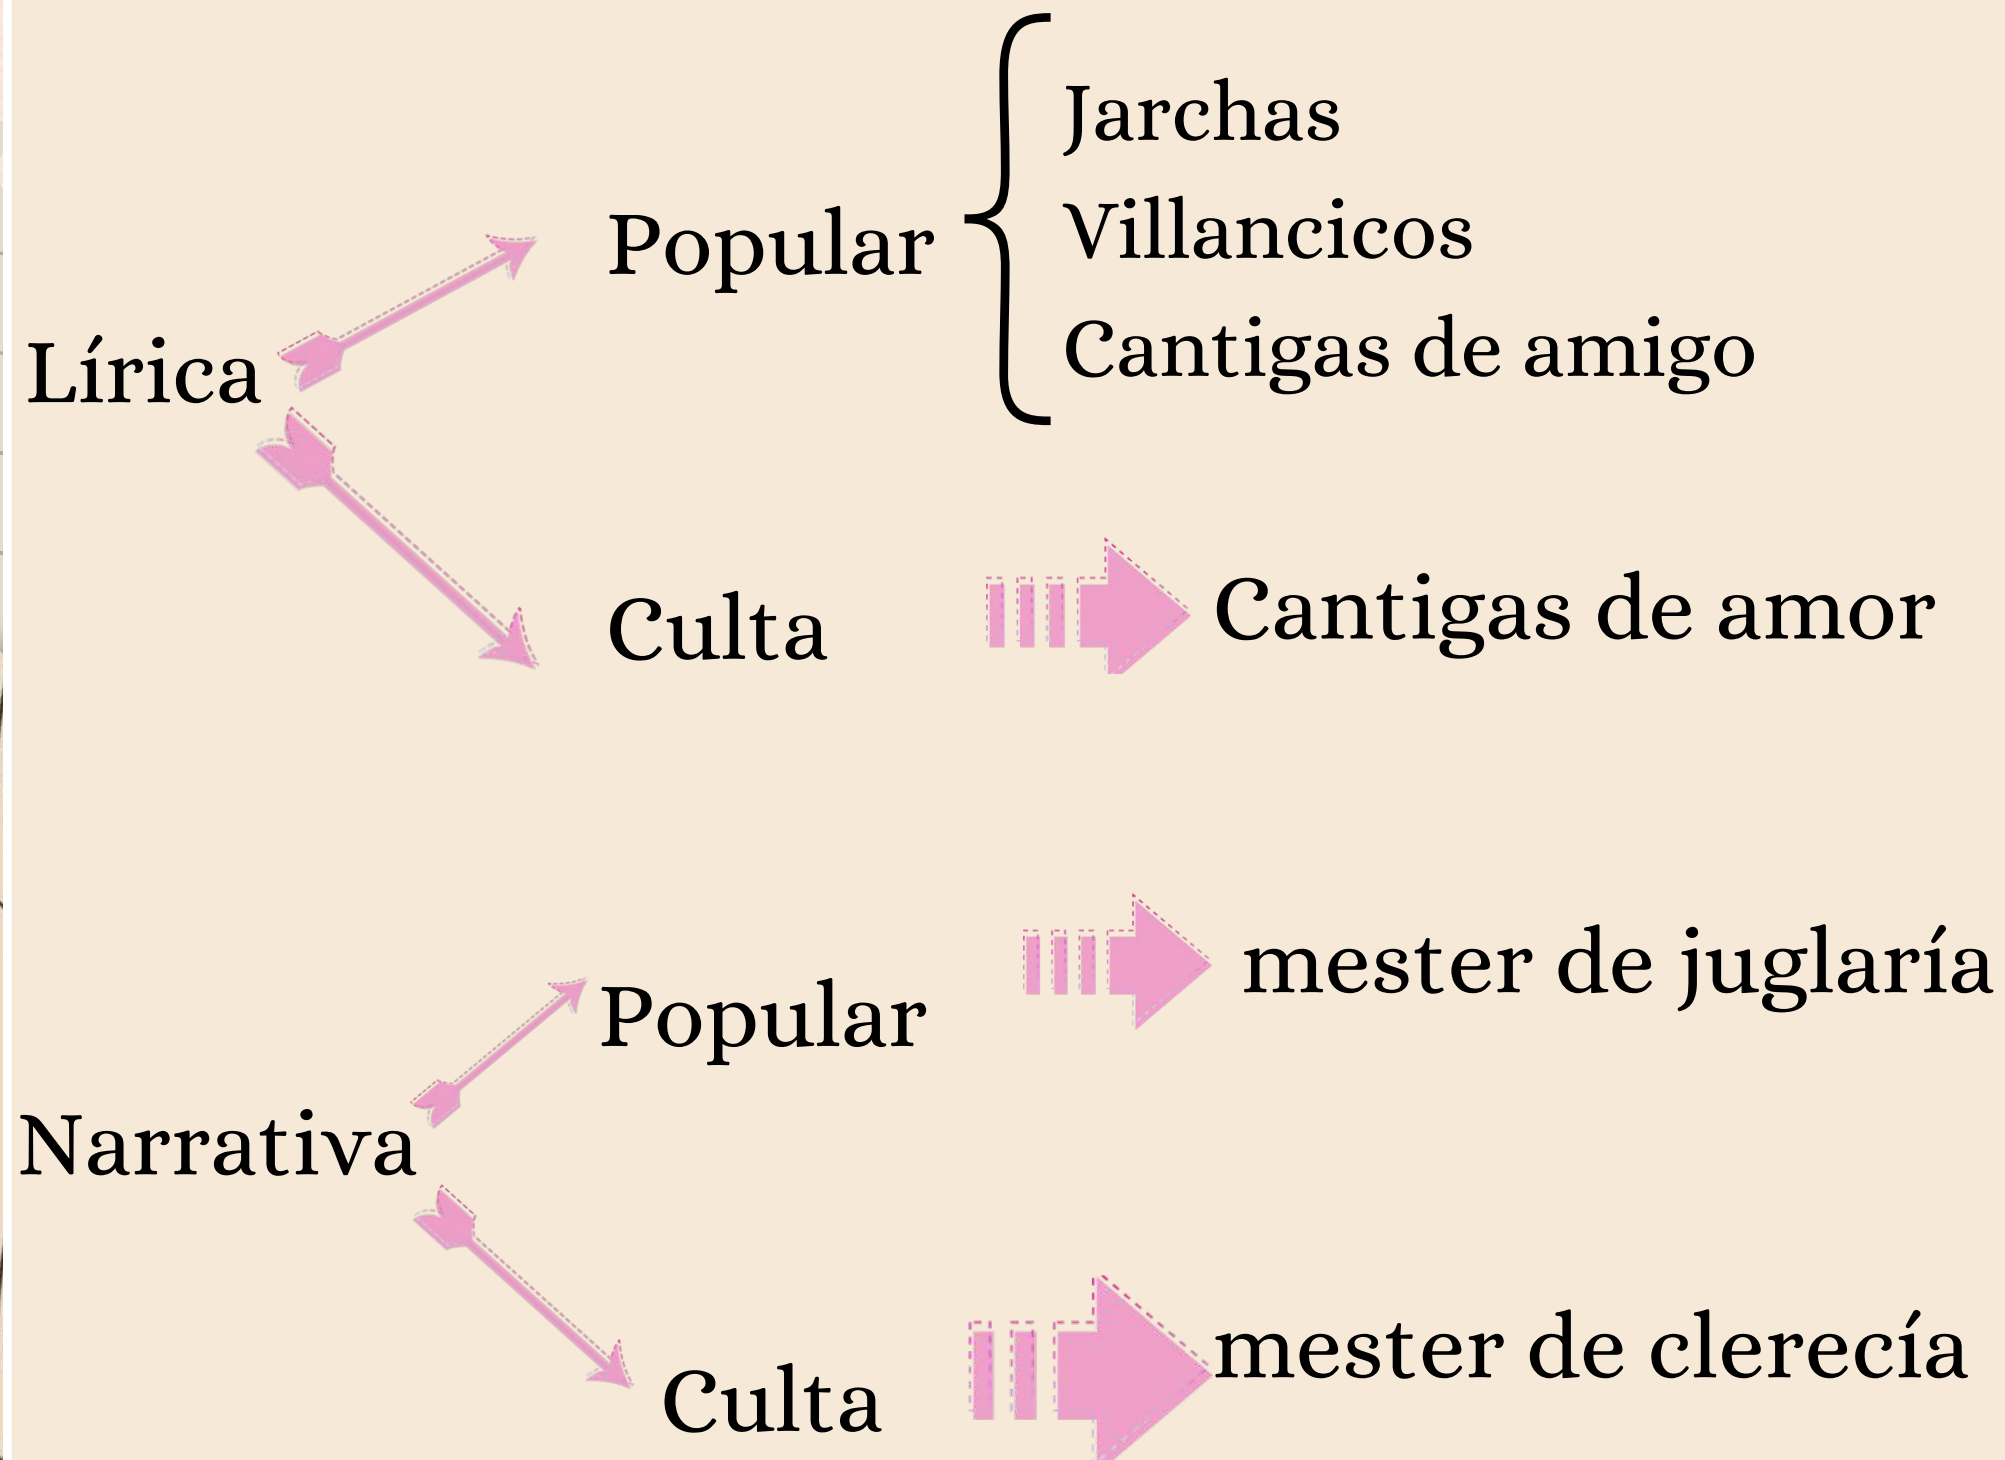 Jarchas
Villancicos
Popular
Cantigas de amigo
Lírica
Culta
Cantigas de amor
Popular
mester de juglaría
Narrativa
Culta
mester de clerecía